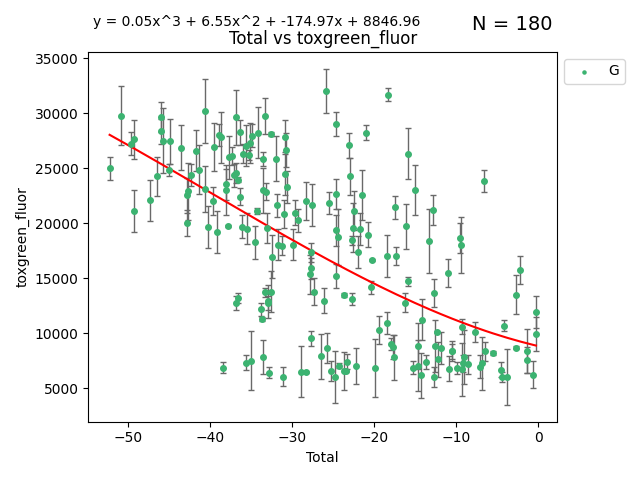 y = 0.05x^3 + 6.55x^2 + -174.97x + 8846.96
N = 180
Total vs toxgreen_fluor
G
35000
30000
25000
20000
15000
10000
5000
toxgreen_fluor
−50 −40 −30 −20 −10 0
Total